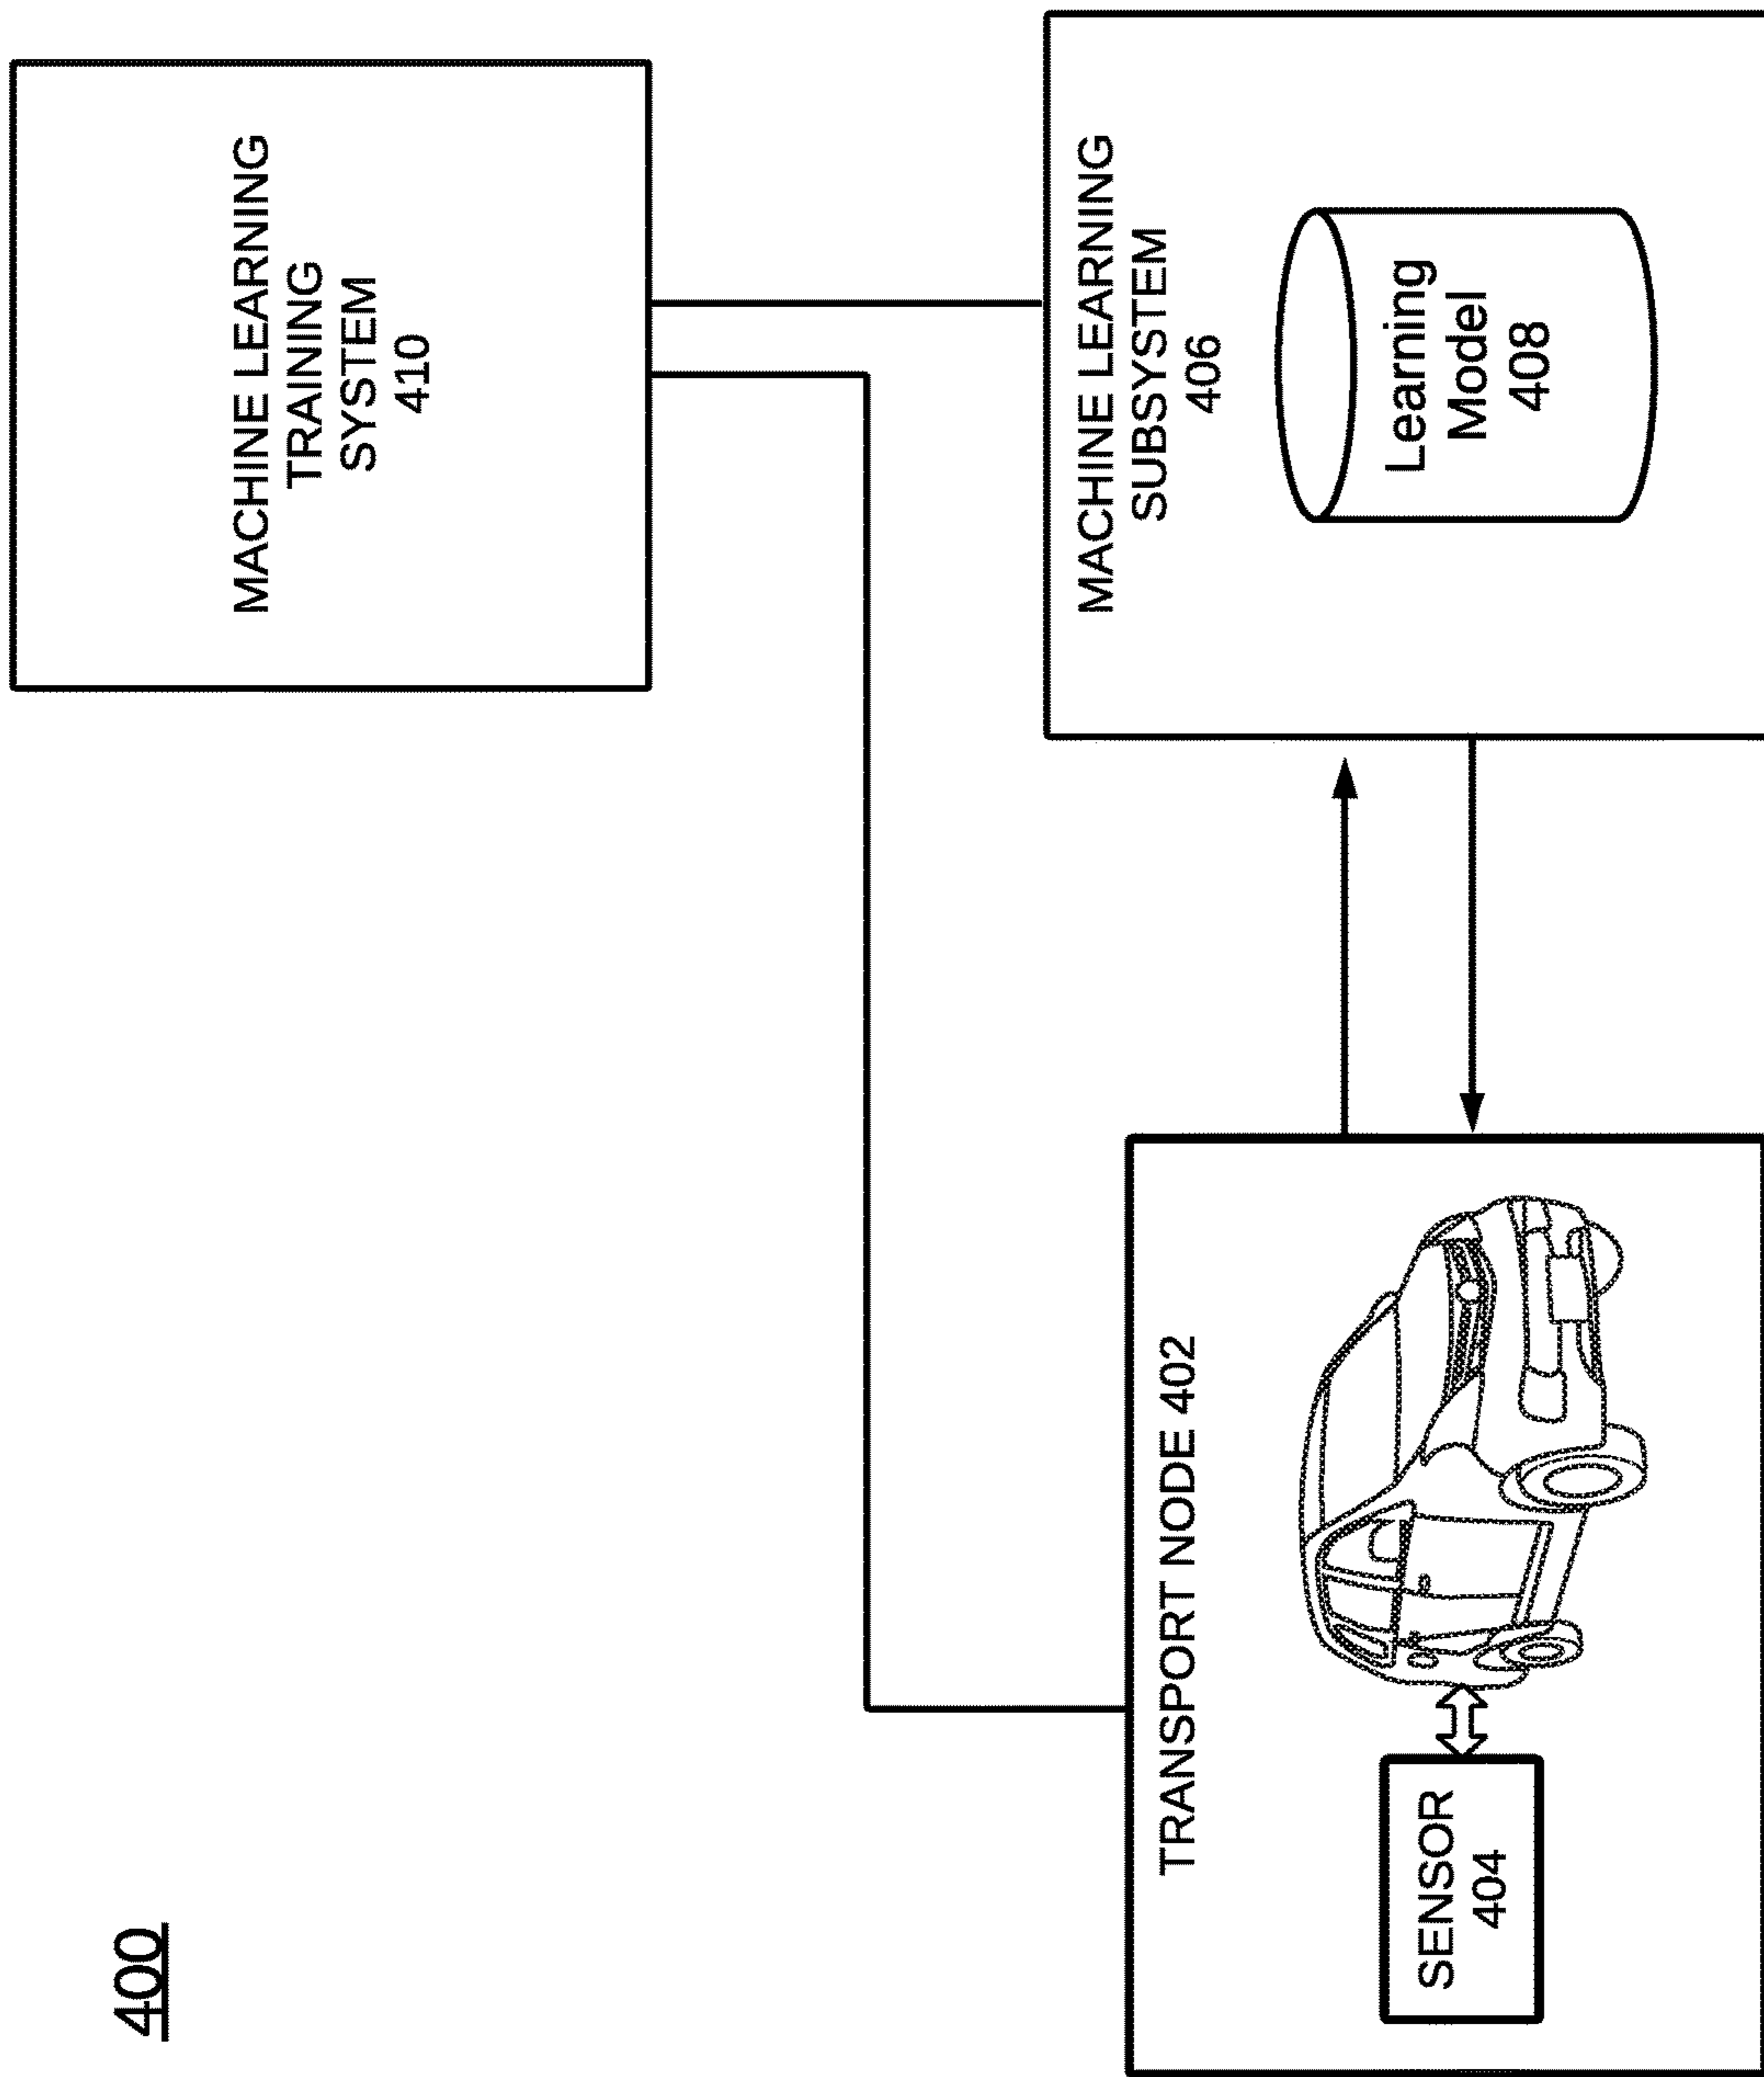 400
MACHINE LEARNING
TRAINING
SYSTEM
410
TRANSPORT NODE 402
SENSOR
404
MACHINE LEARNING
SUBSYSTEM
406
Learning
Model
408